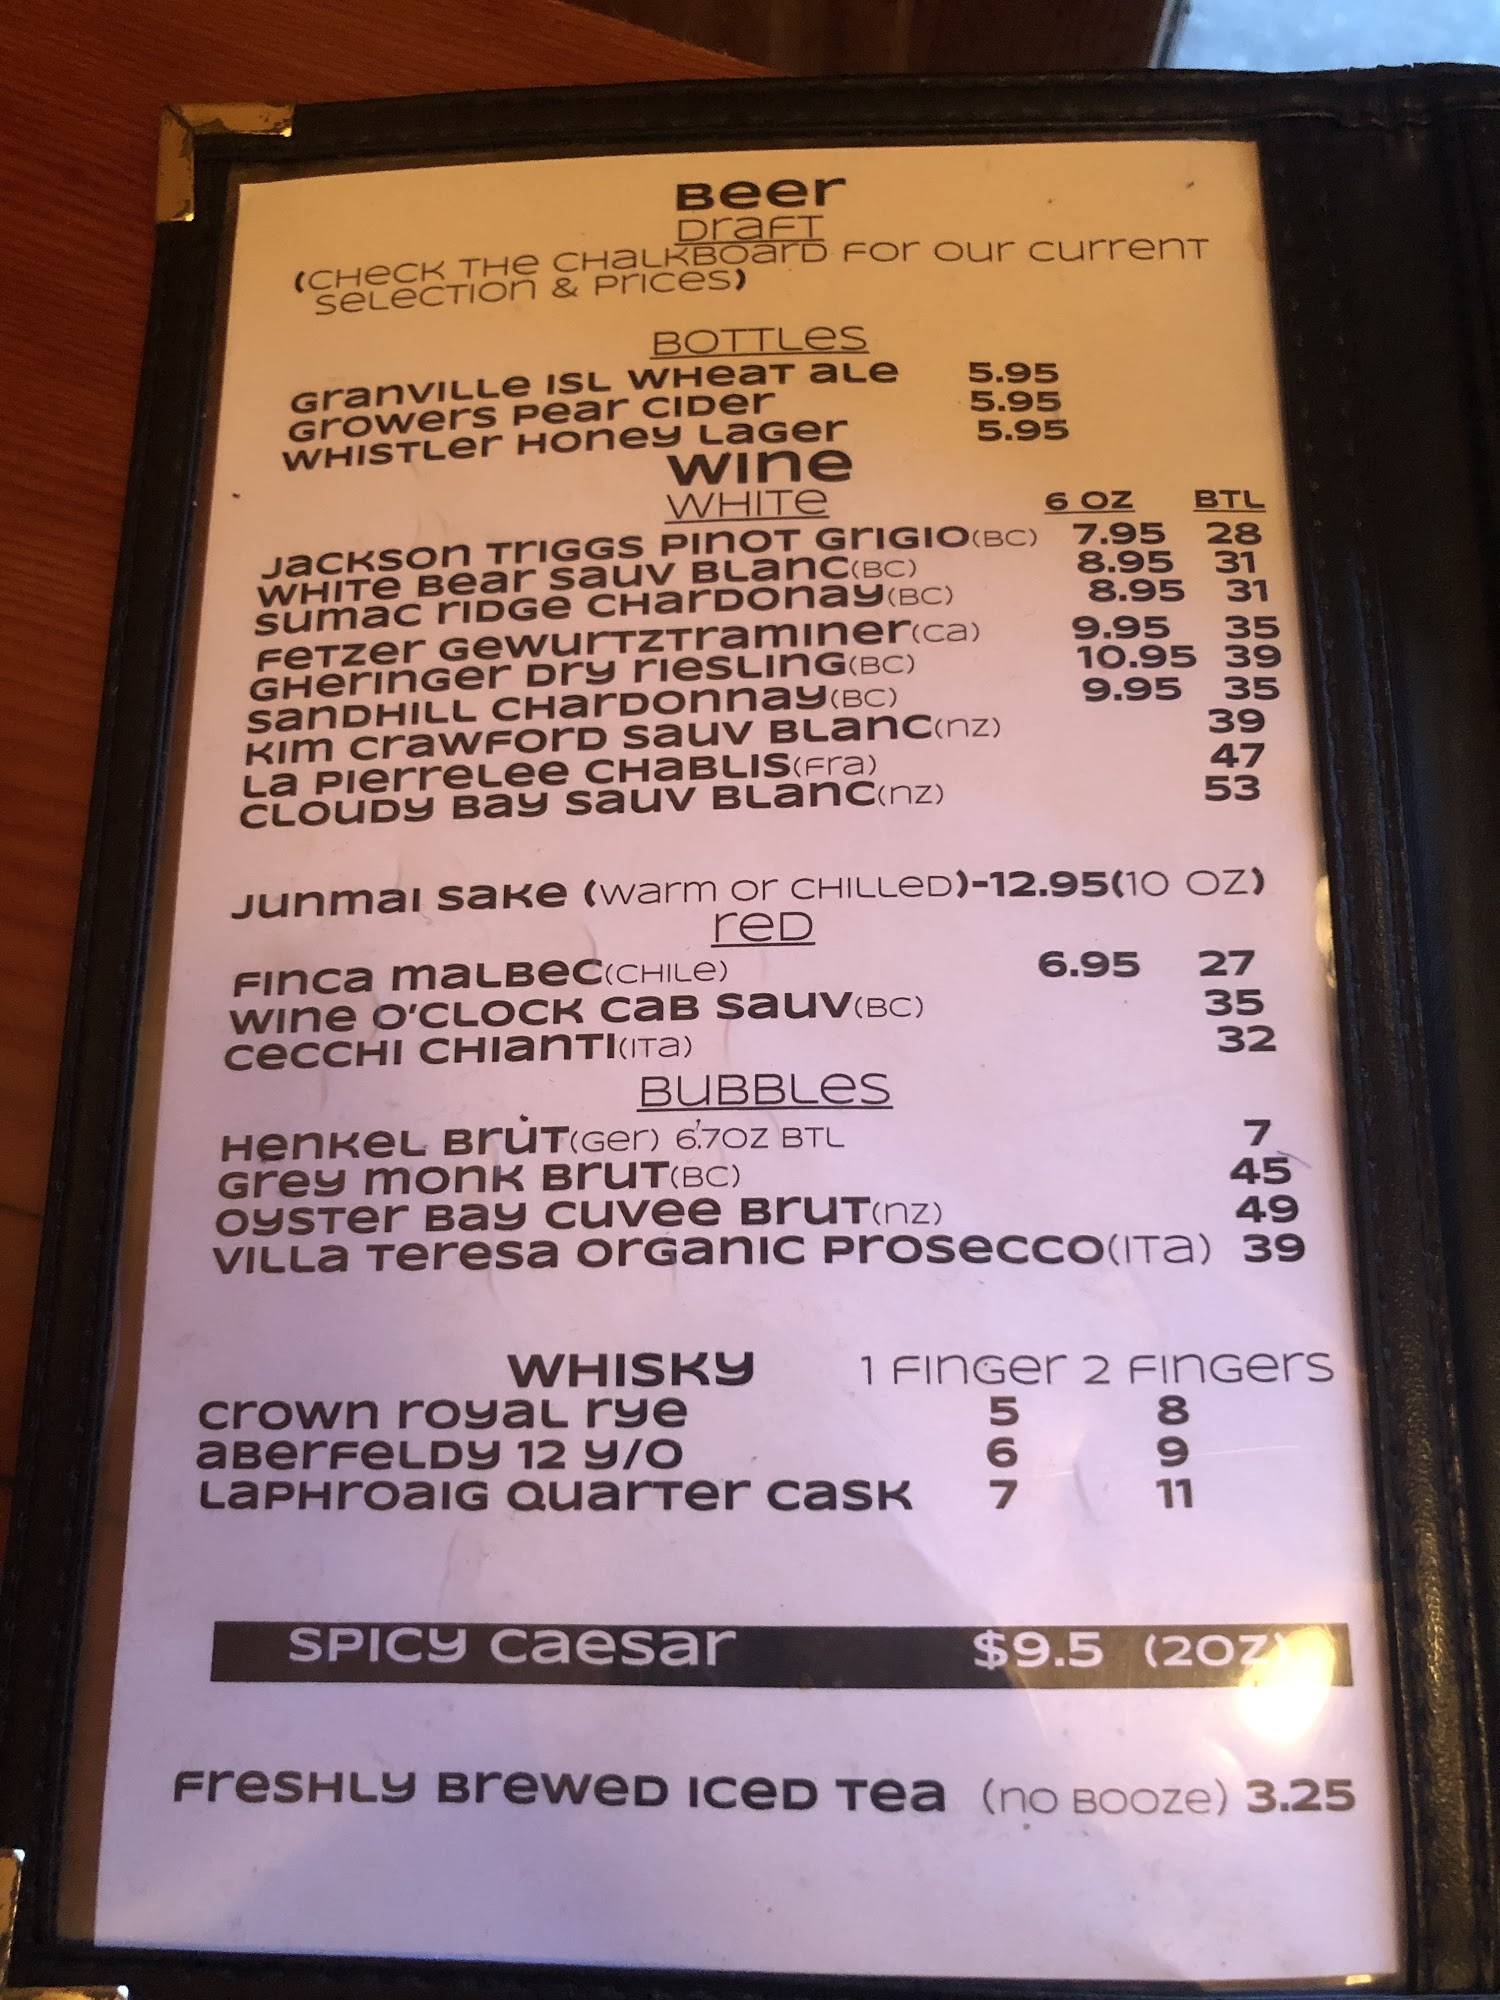 Beer
Draft
(Check the chalkboard for our current
selection & prices)
Bottles
Granville Isl Wheat Ale 5.95
Growers Pear Cider 5.95
Whistler Honey Lager 5.95
Wine
White 6 oz BTL
Jackson Triggs Pinot Grigio(BC) 7.95 28
White Bear Sauv Blanc(BC) 8.95 31
Sumac Ridge Chardonay(BC) 8.95 31
Fetzer Gewurtztraminer(Ca) 9.95 35
Gheringer Dry Riesling(BC) 10.95 39
Sandhill Chardonnay(BC) 9.95 35
Kim Crawford Sauv Blanc(NZ) 39
La Pierrelee Chablis(Fra) 47
Cloudy Bay Sauv Blanc(NZ) 53
Junmai Sake (warm or chilled)-12.95(10 oz)
Red
Finca Malbec(Chile) 6.95 27
Wine O'Clock Cab Sauv(BC) 35
Cecchi Chianti(Ita) 32
Bubbles
Henkel Brut(Ger) 6.7oz BTL 7
Grey Monk Brut(BC) 45
Oyster Bay Cuvee Brut(NZ) 49
Villa Teresa Organic Prosecco(Ita) 39
Whisky 1 Finger 2 Fingers
Crown Royal Rye 5 8
Aberfeldy 12 Y/O 6 9
Laphroaig Quarter Cask 7 11
Spicy Caesar $9.5 (2oz)
Freshly Brewed Iced Tea (no booze) 3.25